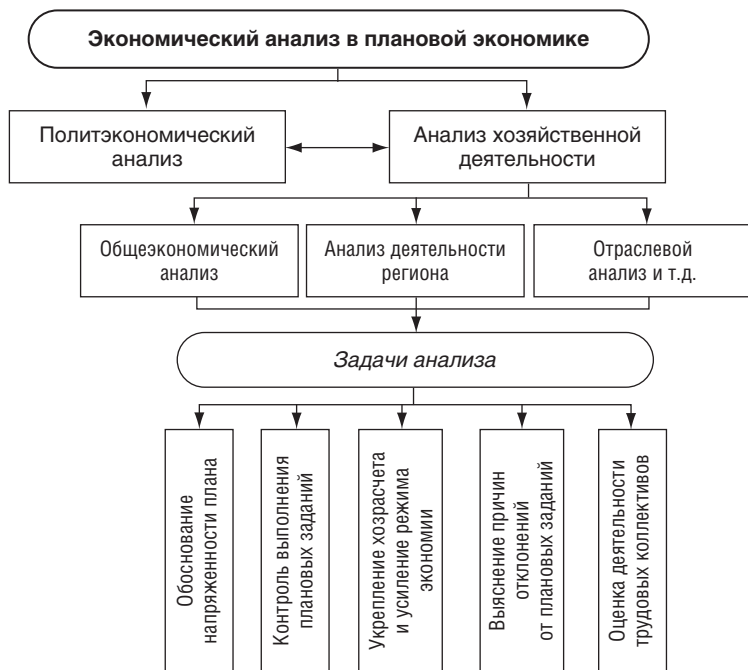 Экономический анализ в плановой экономике
Политэкономический
анализ
Анализ хозяйственной
деятельности
Общеэкономический
анализ
Анализ деятельности
региона
Отраслевой
анализ и т.д.
Задачи анализа
Обоснование
напряженности плана
Контроль выполнения
плановых заданий
Укрепление хозрасчета
и усиление режима
экономии
Выяснение причин
отклонений
от плановых заданий
Оценка деятельности
трудовых коллективов